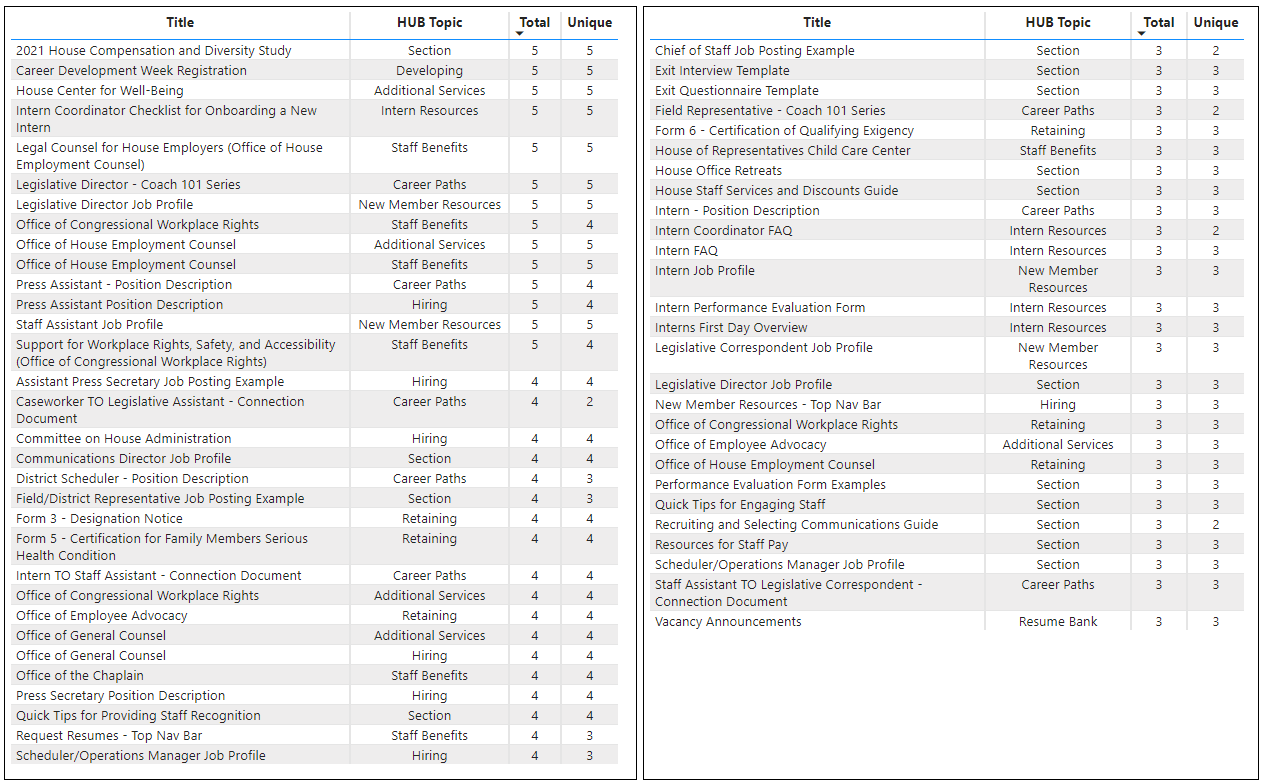 Title HUB Topic Total Unique
2021 House Compensation and Diversity Study Section 5 5
Career Development Week Registration Developing 5 5
House Center for Well-Being Additional Services 5 5
Intern Coordinator Checklist for Onboarding a New Intern Resources 5 5
Intern
Legal Counsel for House Employers (Office of House Staff Benefits 5 5
Employment Counsel)
Legislative Director - Coach 101 Series Career Paths 5 5
Legislative Director Job Profile New Member Resources 5 5
Office of Congressional Workplace Rights Staff Benefits 5 4
Office of House Employment Counsel Additional Services 5 5
Office of House Employment Counsel Staff Benefits 5 5
Press Assistant - Position Description Career Paths 5 4
Press Assistant Position Description Hiring 5 4
Staff Assistant Job Profile New Member Resources 5 5
Support for Workplace Rights, Safety, and Accessibility Staff Benefits 5 4
(Office of Congressional Workplace Rights)
Assistant Press Secretary Job Posting Example Hiring 4 4
Caseworker TO Legislative Assistant - Connection Career Paths 4 2
Document
Committee on House Administration Hiring 4 4
Communications Director Job Profile Section 4 4
District Scheduler - Position Description Career Paths 4 3
Field/District Representative Job Posting Example Section 4 3
Form 3 - Designation Notice Retaining 4 4
Form 5 - Certification for Family Members Serious Retaining 4 4
Health Condition
Intern TO Staff Assistant - Connection Document Career Paths 4 4
Office of Congressional Workplace Rights Additional Services 4 4
Office of Employee Advocacy Retaining 4 4
Office of General Counsel Additional Services 4 4
Office of General Counsel Hiring 4 4
Office of the Chaplain Staff Benefits 4 4
Press Secretary Position Description Hiring 4 4
Quick Tips for Providing Staff Recognition Section 4 4
Request Resumes - Top Nav Bar Staff Benefits 4 3
Scheduler/Operations Manager Job Profile Hiring 4 3
Title HUB Topic Total Unique
Chief of Staff Job Posting Example Section 3 2
Exit Interview Template Section 3 3
Exit Questionnaire Template Section 3 3
Field Representative - Coach 101 Series Career Paths 3 2
Form 6 - Certification of Qualifying Exigency Retaining 3 3
House of Representatives Child Care Center Staff Benefits 3 3
House Office Retreats Section 3 3
House Staff Services and Discounts Guide Section 3 3
Intern - Position Description Career Paths 3 3
Intern Coordinator FAQ Intern Resources 3 2
Intern FAQ Intern Resources 3 3
Intern Job Profile New Member 3 3
Resources
Intern Performance Evaluation Form Intern Resources 3 3
Interns First Day Overview Intern Resources 3 3
Legislative Correspondent Job Profile New Member 3 3
Resources
Legislative Director Job Profile Section 3 3
New Member Resources - Top Nav Bar Hiring 3 3
Office of Congressional Workplace Rights Retaining 3 3
Office of Employee Advocacy Additional Services 3 3
Office of House Employment Counsel Retaining 3 3
Performance Evaluation Form Examples Section 3 3
Quick Tips for Engaging Staff Section 3 3
Recruiting and Selecting Communications Guide Section 3 2
Resources for Staff Pay Section 3 3
Scheduler/Operations Manager Job Profile Section 3 3
Staff Assistant TO Legislative Correspondent - Career Paths 3 3
Connection Document
Vacancy Announcements Resume Bank 3 3